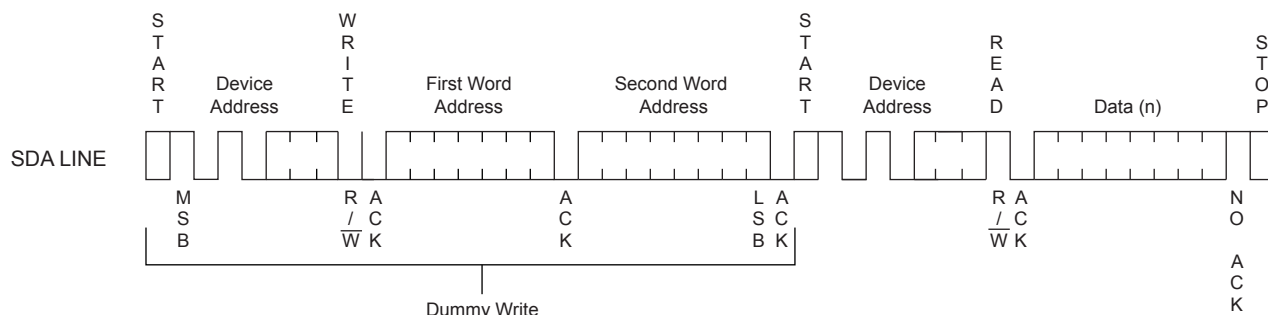 START
WRITE
START
READ
STOP
Device
Address
First Word
Address
Second Word
Address
Device
Address
Data (n)
SDA LINE
MSB
R/W
ACK
ACK
LSB
ACK
R/W
ACK
NO ACK
Dummy Write